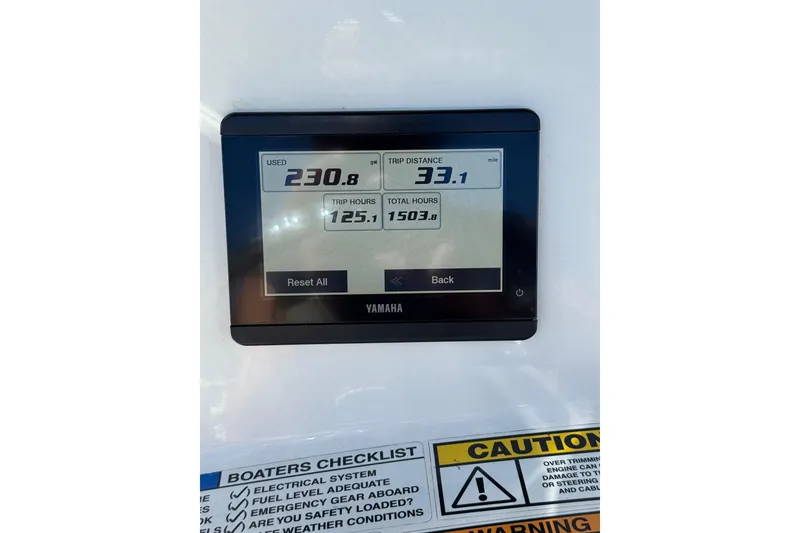 USED gal TRIP DISTANCE mile
230.8 33.1
TRIP HOURS TOTAL HOURS
125.1 1503.8
Reset All Back
YAMAHA
BOATERS CHECKLIST
ELECTRICAL SYSTEM
FUEL LEVEL ADEQUATE
EMERGENCY GEAR ABOARD
ARE YOU SAFELY LOADED?
WEATHER CONDITIONS
CAUTION
OVER TRIMMIN
ENGINE CAN
DAMAGE TO T
OR STEERING
AND CABL
WARNING